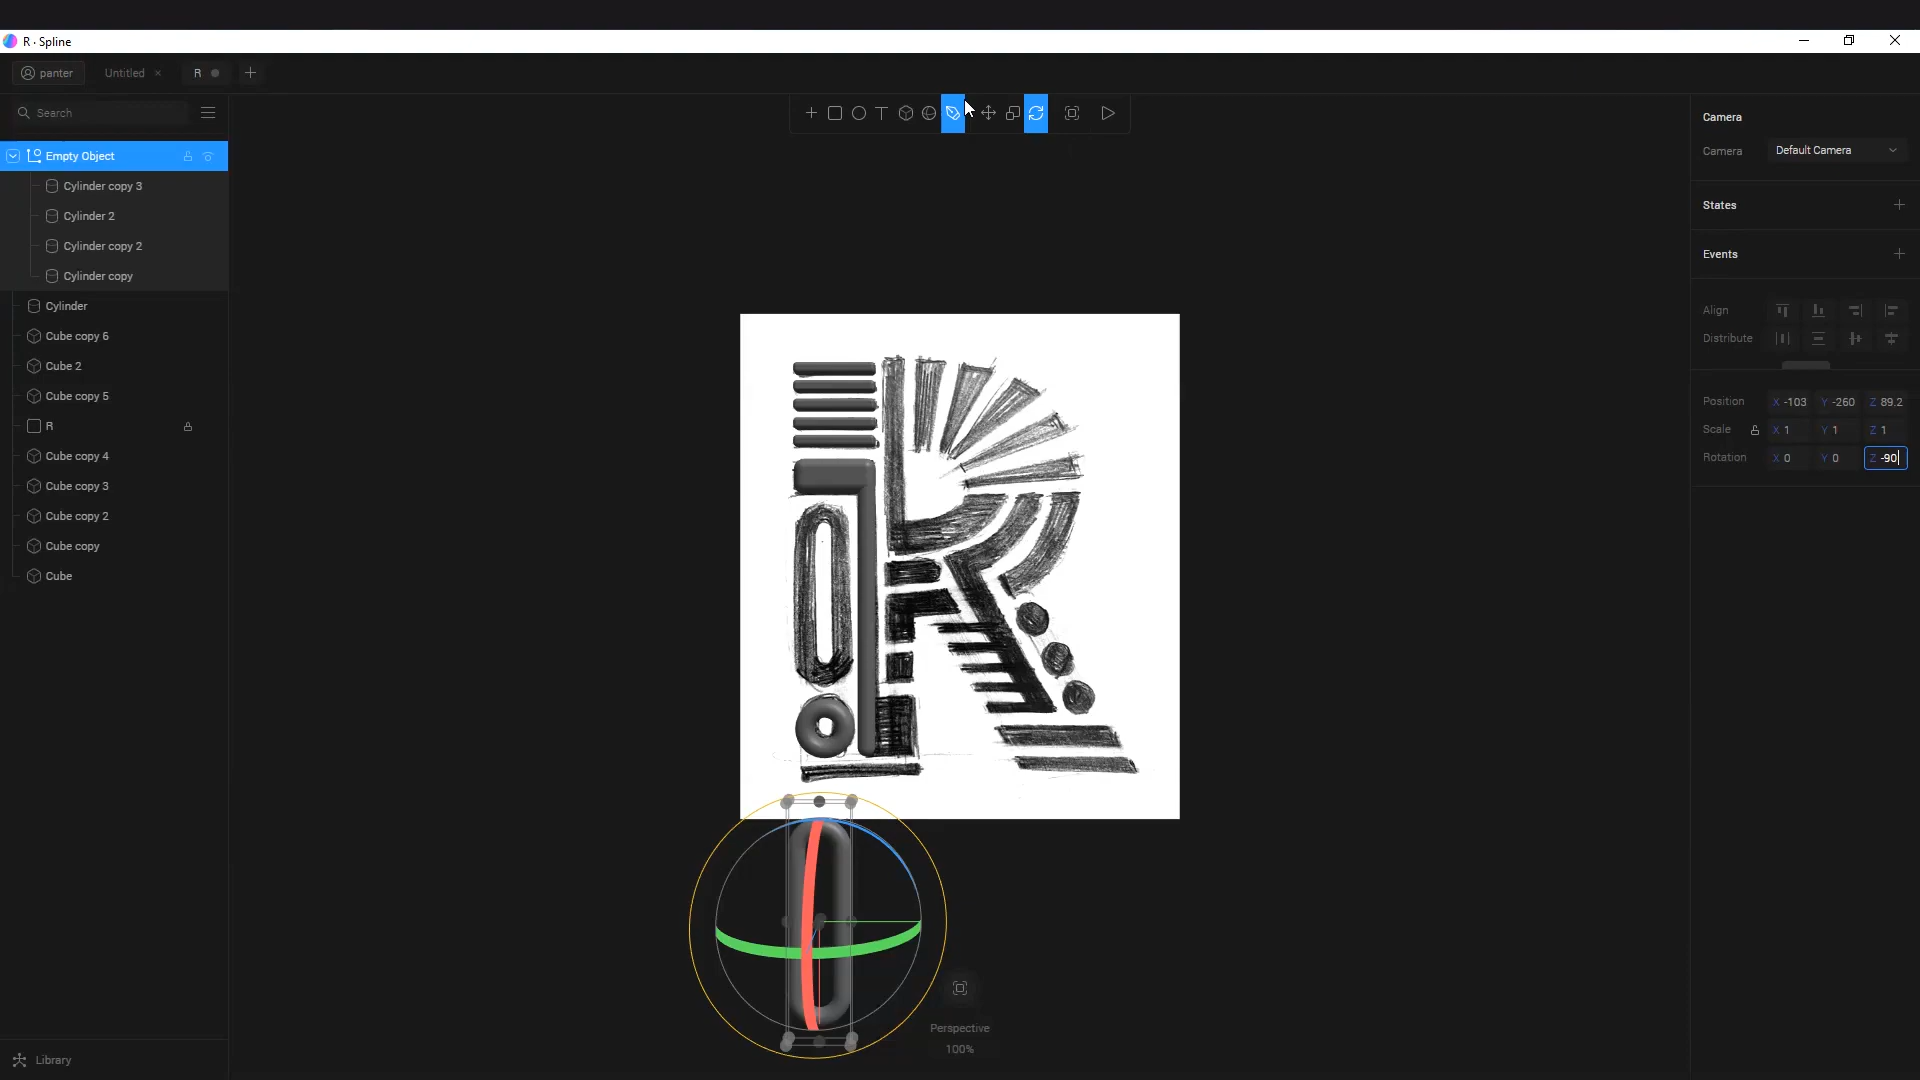 R - Spline
panter
Untitled
R
Search
Empty Object
Cylinder copy 3
Cylinder 2
Cylinder copy 2
Cylinder copy
Cylinder
Cube copy 6
Cube 2
Cube copy 5
R
Cube copy 4
Cube copy 3
Cube copy 2
Cube copy
Cube
Library
Perspective
100%
Camera
Camera Default Camera
States
Events
Align
Distribute
Position X -103 Y -260 Z 89.2
Scale X 1 Y 1 Z 1
Rotation X 0 Y 0 Z -90
R